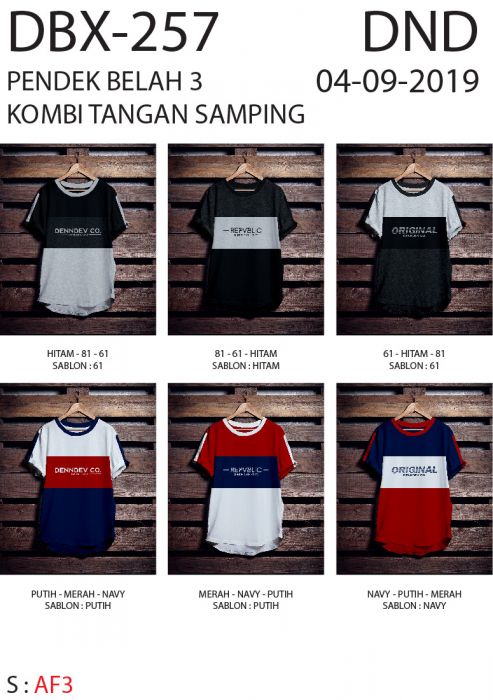 DBX-257
DND
PENDEK BELAH 3
04-09-2019
KOMBI TANGAN SAMPING
DENNDEV CO.
REPVBLIC
ORIGINAL
HITAM - 81 - 61
SABLON : 61
81 - 61 - HITAM
SABLON : HITAM
61 - HITAM - 81
SABLON : 61
DENNDEV CO.
REPVBLIC
ORIGINAL
PUTIH - MERAH - NAVY
SABLON : PUTIH
MERAH - NAVY - PUTIH
SABLON : PUTIH
NAVY - PUTIH - MERAH
SABLON : NAVY
S : AF3